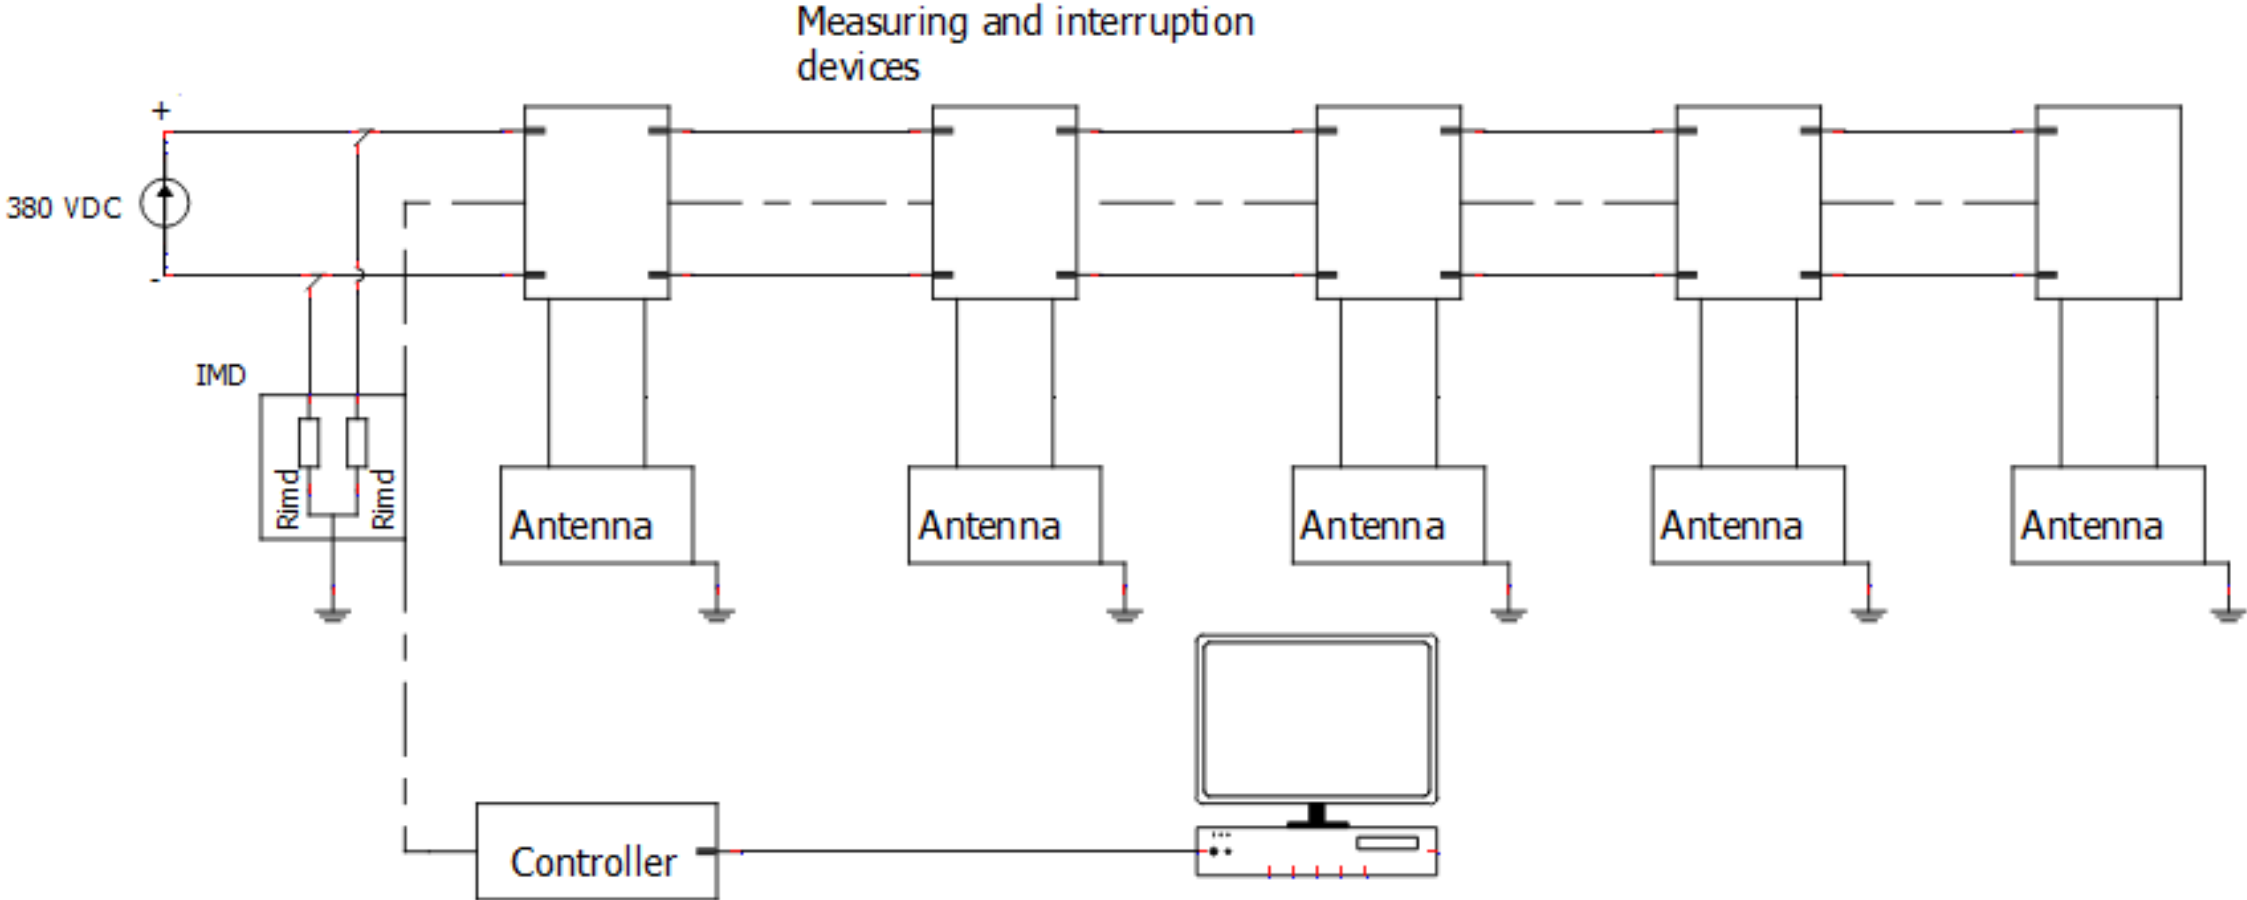 Measuring and interruption
devices
+
380 VDC
-
IMD
Rimd
Rimd
Antenna
Antenna
Antenna
Antenna
Antenna
Controller